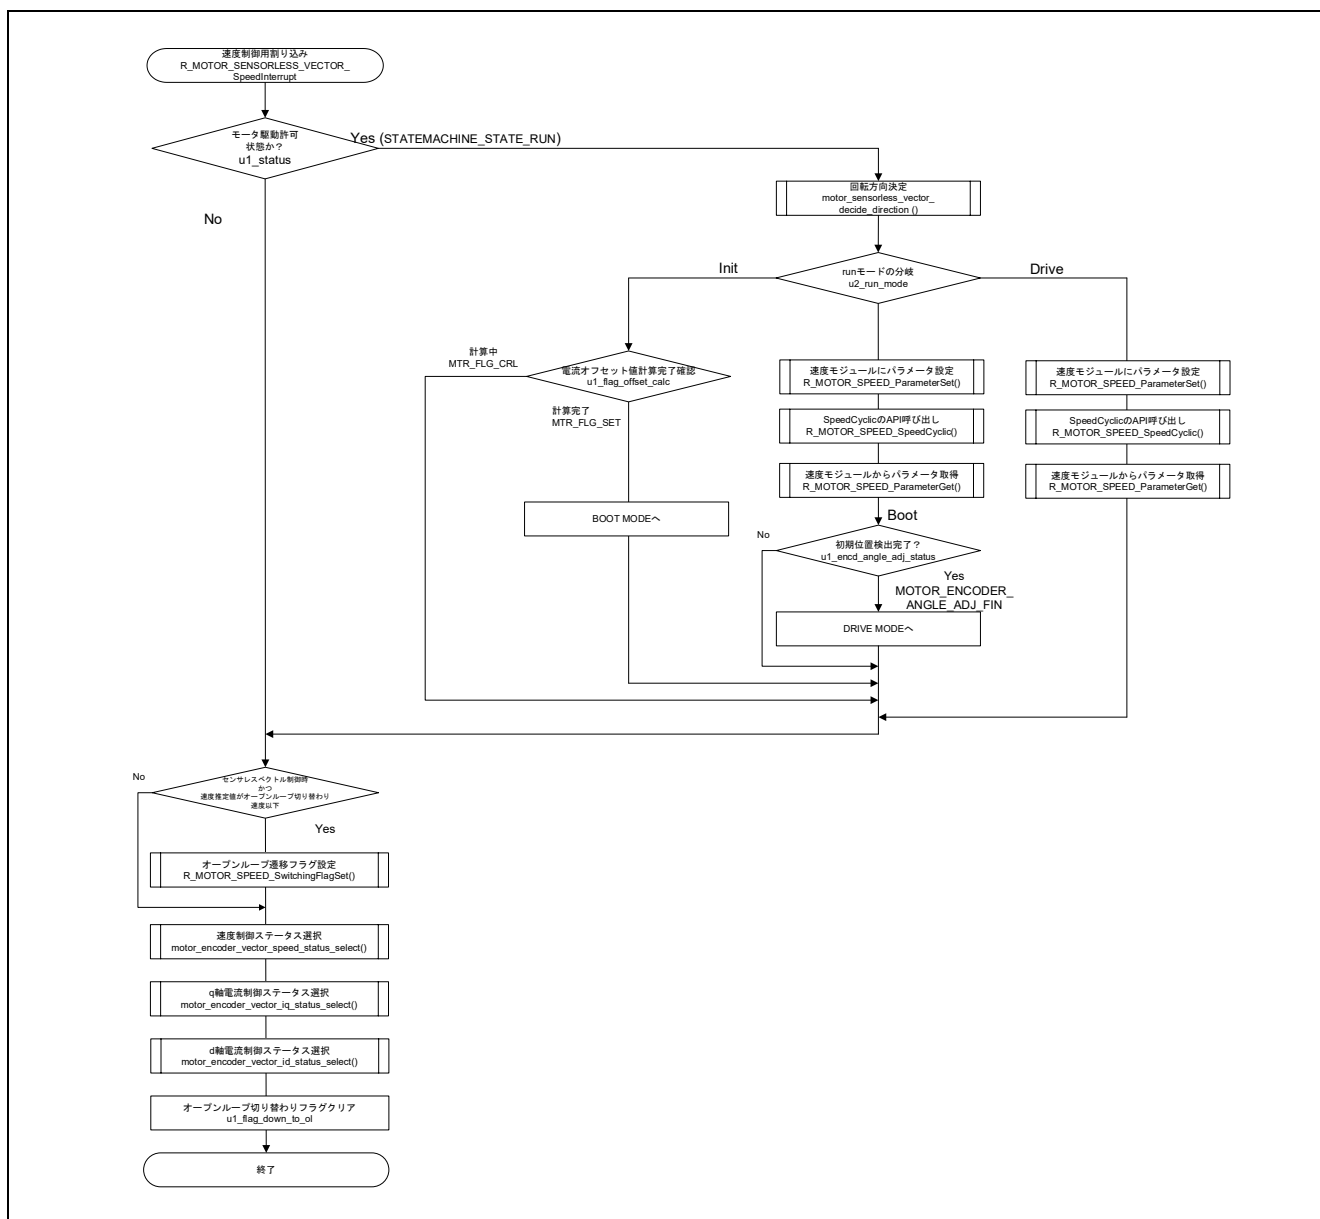 速度制御用割り込み
R_MOTOR_SENSORLESS_VECTOR_
SpeedInterrupt
モータ駆動許可
状態か？
u1_status
Yes (STATEMACHINE_STATE_RUN)
No
回転方向決定
motor_sensorless_vector_
decide_direction ()
runモードの分岐
u2_run_mode
Init
Drive
計算中
MTR_FLG_CRL
電流オフセット値計算完了確認
u1_flag_offset_calc
計算完了
MTR_FLG_SET
BOOT MODEへ
速度モジュールにパラメータ設定
R_MOTOR_SPEED_ParameterSet()
SpeedCyclicのAPI呼び出し
R_MOTOR_SPEED_SpeedCyclic()
速度モジュールからパラメータ取得
R_MOTOR_SPEED_ParameterGet()
Boot
初期位置検出完了？
u1_encd_angle_adj_status
No
Yes
MOTOR_ENCODER_
ANGLE_ADJ_FIN
DRIVE MODEへ
速度モジュールにパラメータ設定
R_MOTOR_SPEED_ParameterSet()
SpeedCyclicのAPI呼び出し
R_MOTOR_SPEED_SpeedCyclic()
速度モジュールからパラメータ取得
R_MOTOR_SPEED_ParameterGet()
センサレスベクトル制御時
かつ
速度推定値がオープンループ切り替わり
速度以下
No
Yes
オープンループ遷移フラグ設定
R_MOTOR_SPEED_SwitchingFlagSet()
速度制御ステータス選択
motor_encoder_vector_speed_status_select()
q軸電流制御ステータス選択
motor_encoder_vector_iq_status_select()
d軸電流制御ステータス選択
motor_encoder_vector_id_status_select()
オープンループ切り替わりフラグクリア
u1_flag_down_to_ol
終了